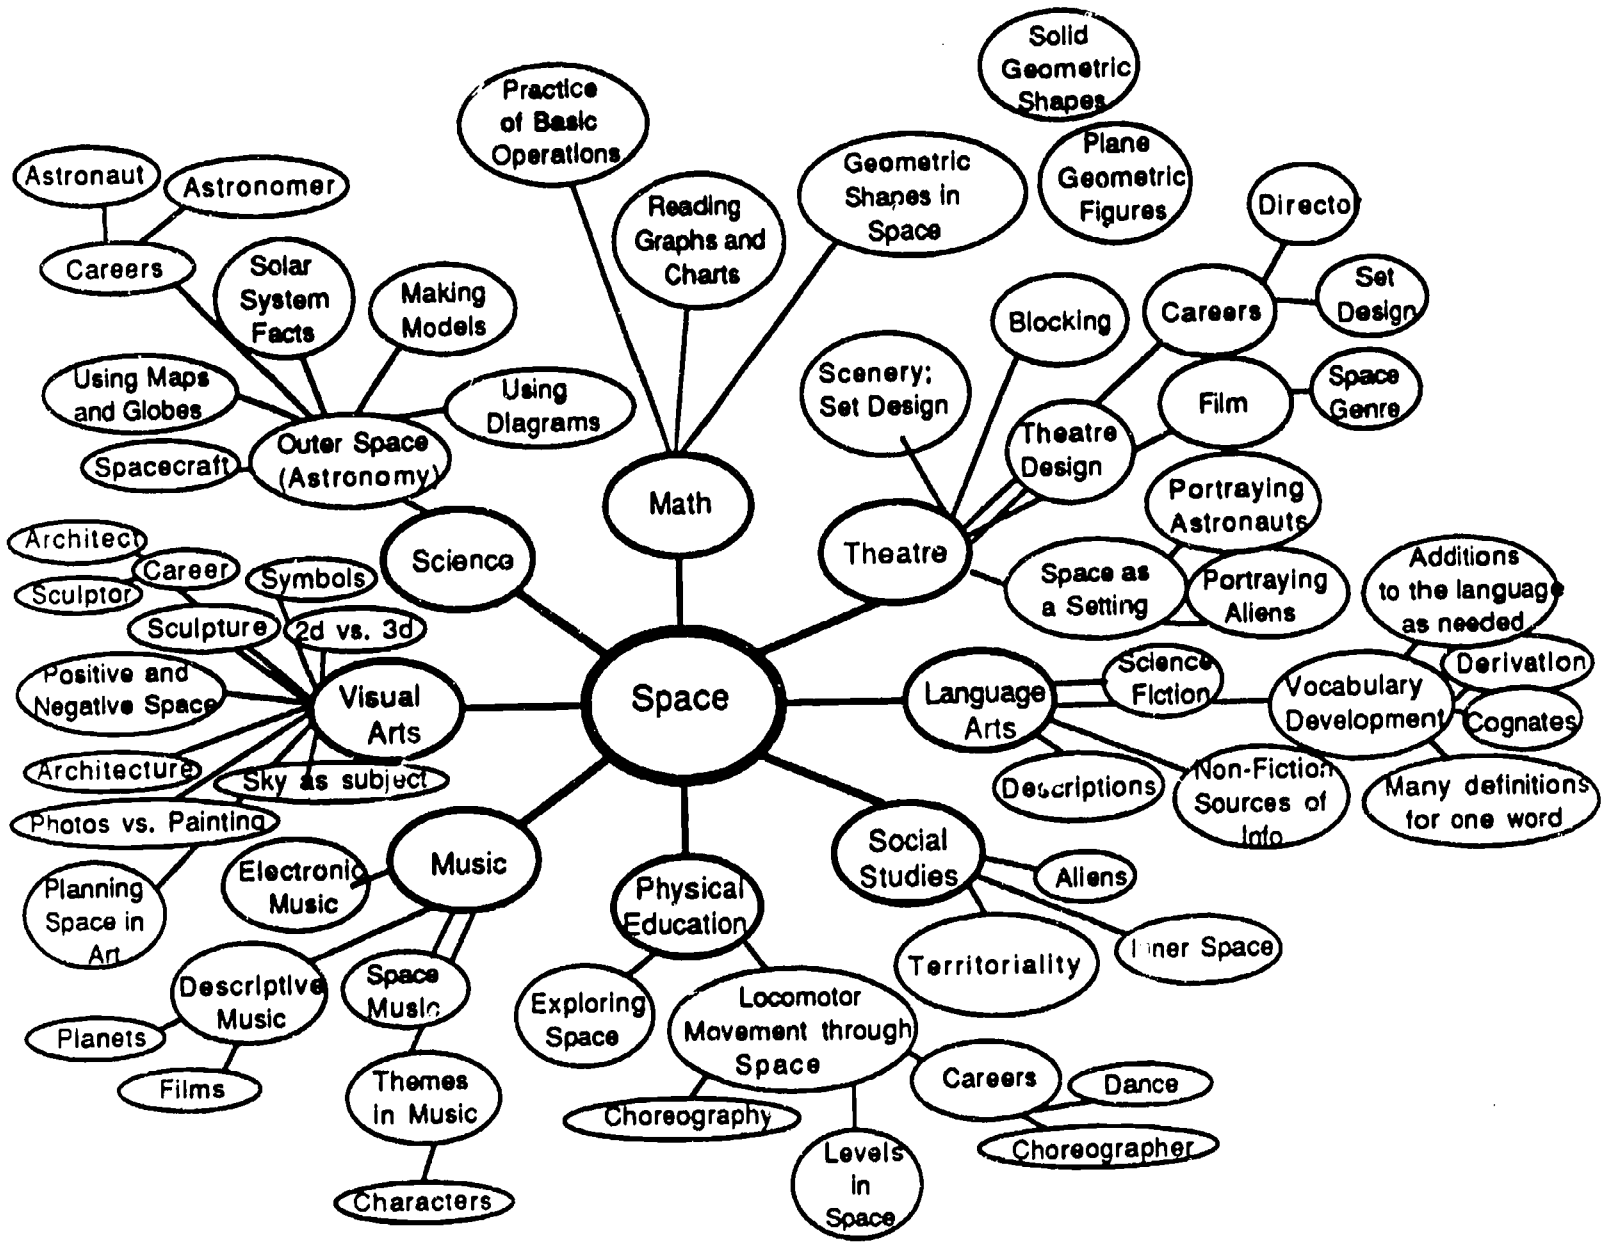 Solid
Geometric
Shapes
Practice
of Basic
Operations
Plane
Geometric
Figures
Geometric
Shapes in
Space
Reading
Graphs and
Charts
Astronaut
Astronomer
Careers
Solar
System
Facts
Making
Models
Using Maps
and Globes
Using
Diagrams
Spacecraft
Outer Space
(Astronomy)
Science
Math
Director
Careers
Set
Design
Blocking
Scenery;
Set Design
Film
Space
Genre
Theatre
Design
Theatre
Portraying
Astronauts
Space as
a Setting
Portraying
Aliens
Additions
to the language
as needed
Architect
Career
Sculptor
Symbols
Sculpture
2d vs. 3d
Positive and
Negative Space
Visual
Arts
Space
Language
Arts
Science
Fiction
Vocabulary
Development
Derivation
Cognates
Many definitions
for one word
Descriptions
Non-Fiction
Sources of
Info
Architecture
Sky as subject
Photos vs. Painting
Planning
Space in
Art
Electronic
Music
Music
Physical
Education
Social
Studies
Aliens
Inner Space
Territoriality
Descriptive
Music
Space
Music
Planets
Films
Themes
in Music
Characters
Exploring
Space
Locomotor
Movement through
Space
Choreography
Levels
in
Space
Careers
Dance
Choreographer